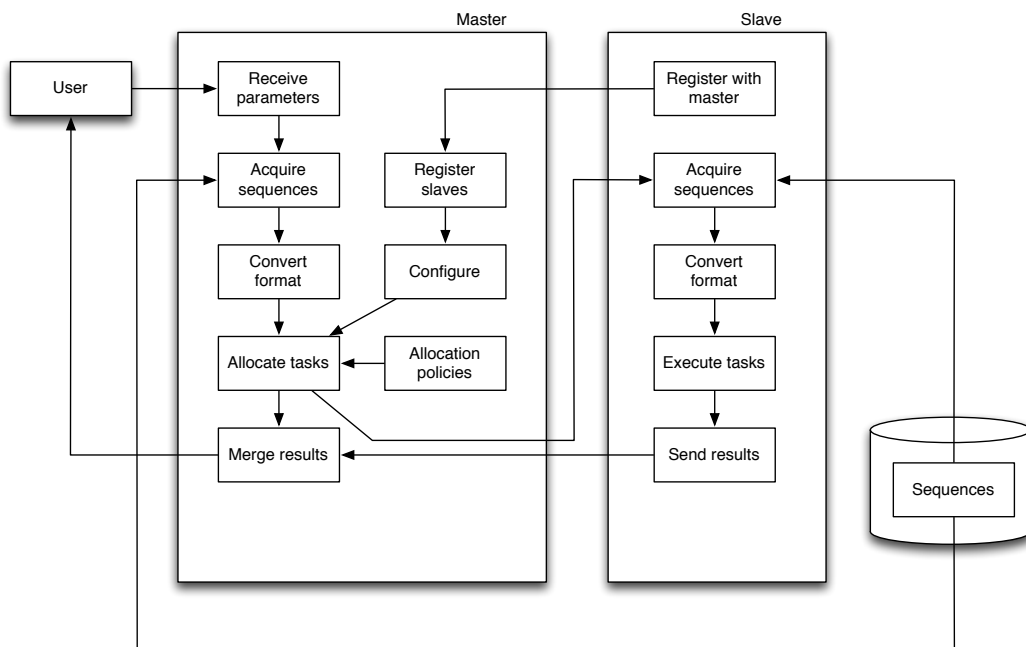 Master
Slave
User
Receive
parameters
Register with
master
Acquire
sequences
Register
slaves
Acquire
sequences
Convert
format
Configure
Convert
format
Allocate tasks
Allocation
policies
Execute tasks
Merge results
Send results
Sequences